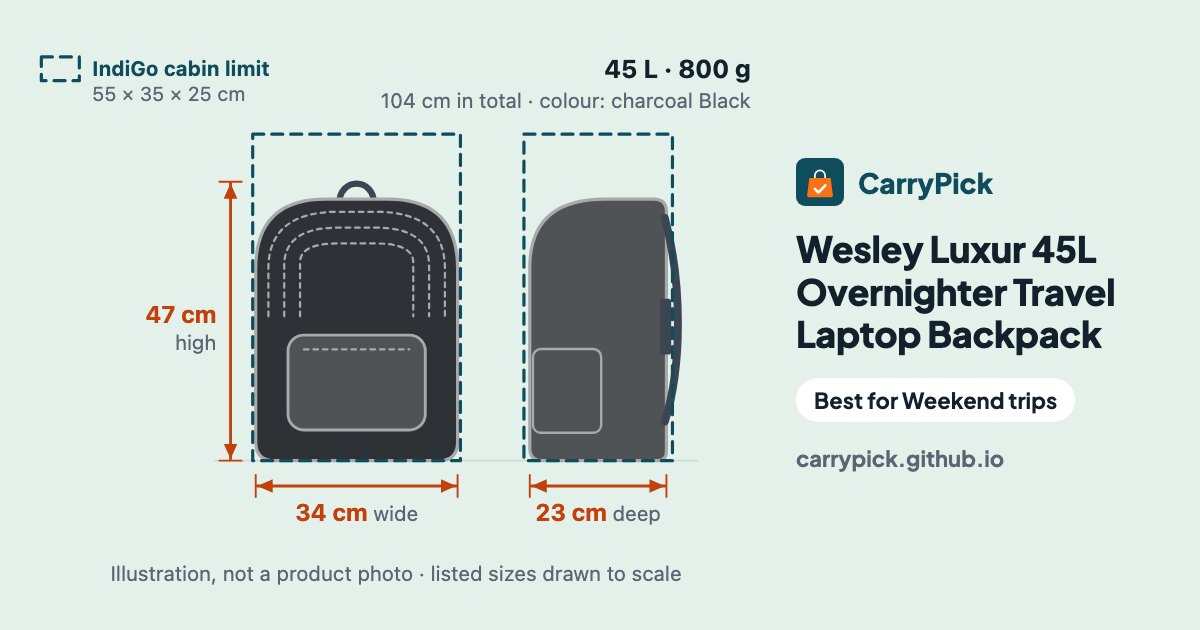 IndiGo cabin limit
55 × 35 × 25 cm
45 L · 800 g
104 cm in total · colour: charcoal Black
47 cm
high
34 cm wide
23 cm deep
Illustration, not a product photo · listed sizes drawn to scale
CarryPick
Wesley Luxur 45L
Overnighter Travel
Laptop Backpack
Best for Weekend trips
carrypick.github.io